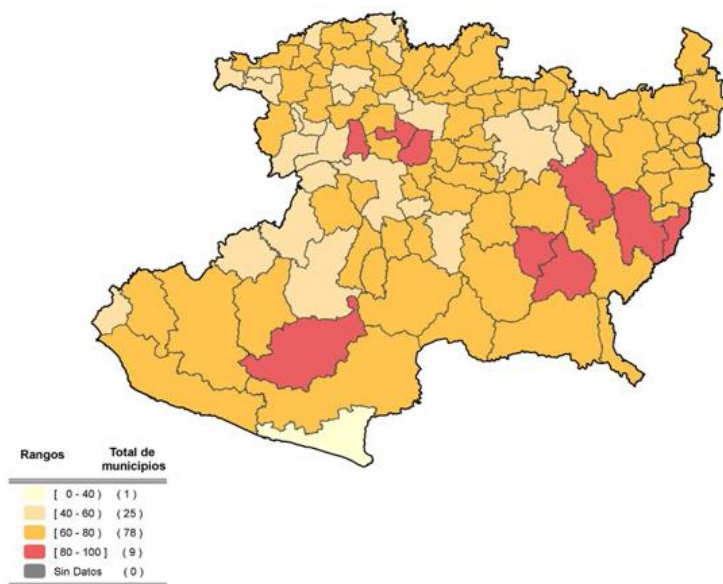 Rangos Total de
municipios
[ 0 - 40 ) ( 1 )
[ 40 - 60 ) ( 25 )
[ 60 - 80 ) ( 78 )
[ 80 - 100 ] ( 9 )
Sin Datos ( 0 )